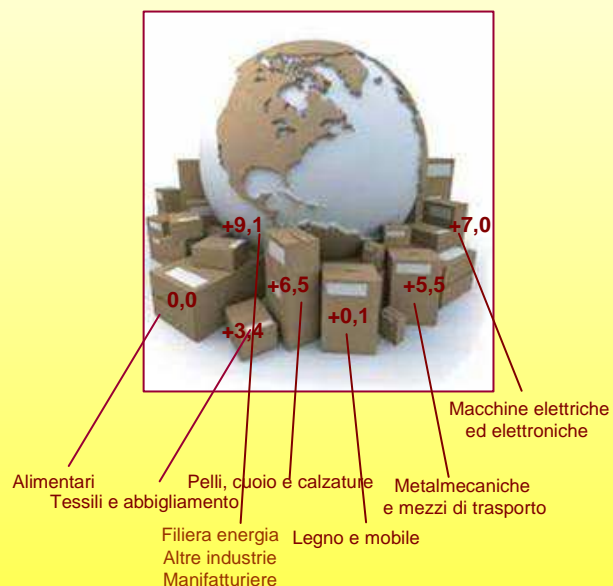 +9,1
+7,0
0,0
+6,5
+5,5
+3,4
+0,1
Macchine elettriche
ed elettroniche
Alimentari
Pelli, cuoio e calzature
Metalmecaniche
e mezzi di trasporto
Tessili e abbigliamento
Filiera energia
Altre industrie
Manifatturiere
Legno e mobile